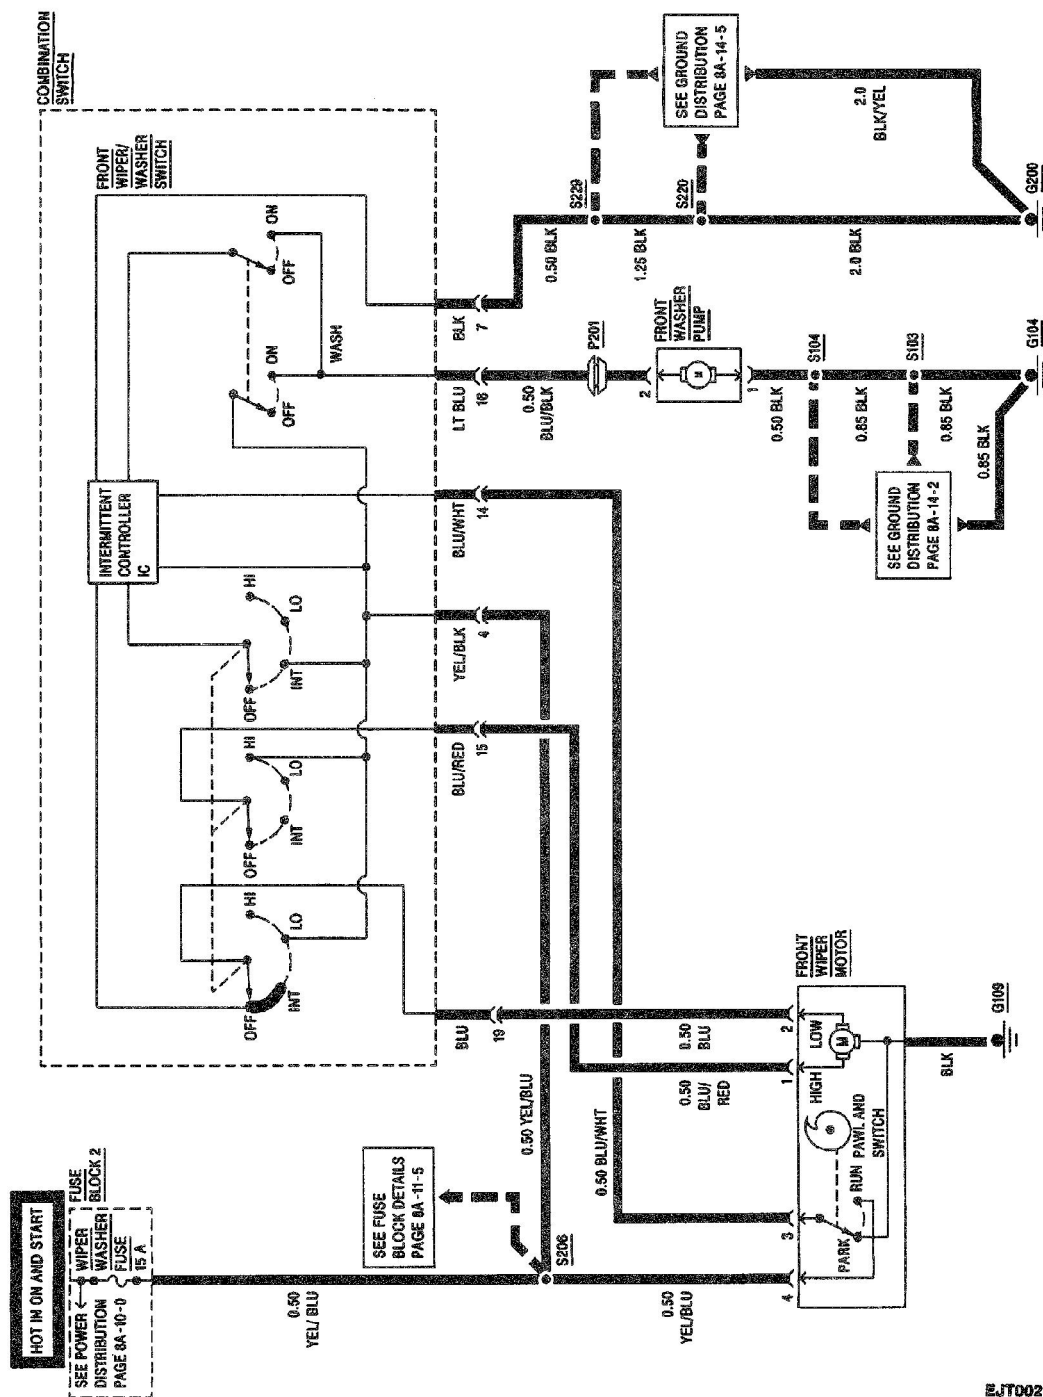 HOT IN ON AND START
SEE POWER
DISTRIBUTION
PAGE 8A-10-0
WIPER
WASHER
FUSE
15 A
FUSE
BLOCK 2
0.50
YEL/ BLU
SEE FUSE
BLOCK DETAILS
PAGE 8A-11-5
S206
0.50
YEL/BLU
0.50 YEL/BLU
0.50 BLU/WHT
0.50
BLU/
RED
0.50
BLU
4
3
1
2
PARK
RUN
PAWL AND
SWITCH
HIGH
LOW
M
FRONT
WIPER
MOTOR
BLK
G109
COMBINATION
SWITCH
FRONT
WIPER/
WASHER
SWITCH
INTERMITTENT
CONTROLLER
IC
OFF
INT
LO
HI
OFF
INT
LO
HI
OFF
INT
LO
HI
OFF
ON
OFF
ON
WASH
BLU
19
BLU/RED
15
YEL/BLK
4
BLU/WHT
14
LT BLU
16
BLK
7
0.50
BLU/BLK
P201
2
FRONT
WASHER
PUMP
M
1
0.50 BLK
S104
0.85 BLK
S103
0.85 BLK
0.85 BLK
G104
SEE GROUND
DISTRIBUTION
PAGE 8A-14-2
0.50 BLK
S229
1.25 BLK
S220
2.0 BLK
SEE GROUND
DISTRIBUTION
PAGE 8A-14-5
2.0
BLK/YEL
G200
EJT002